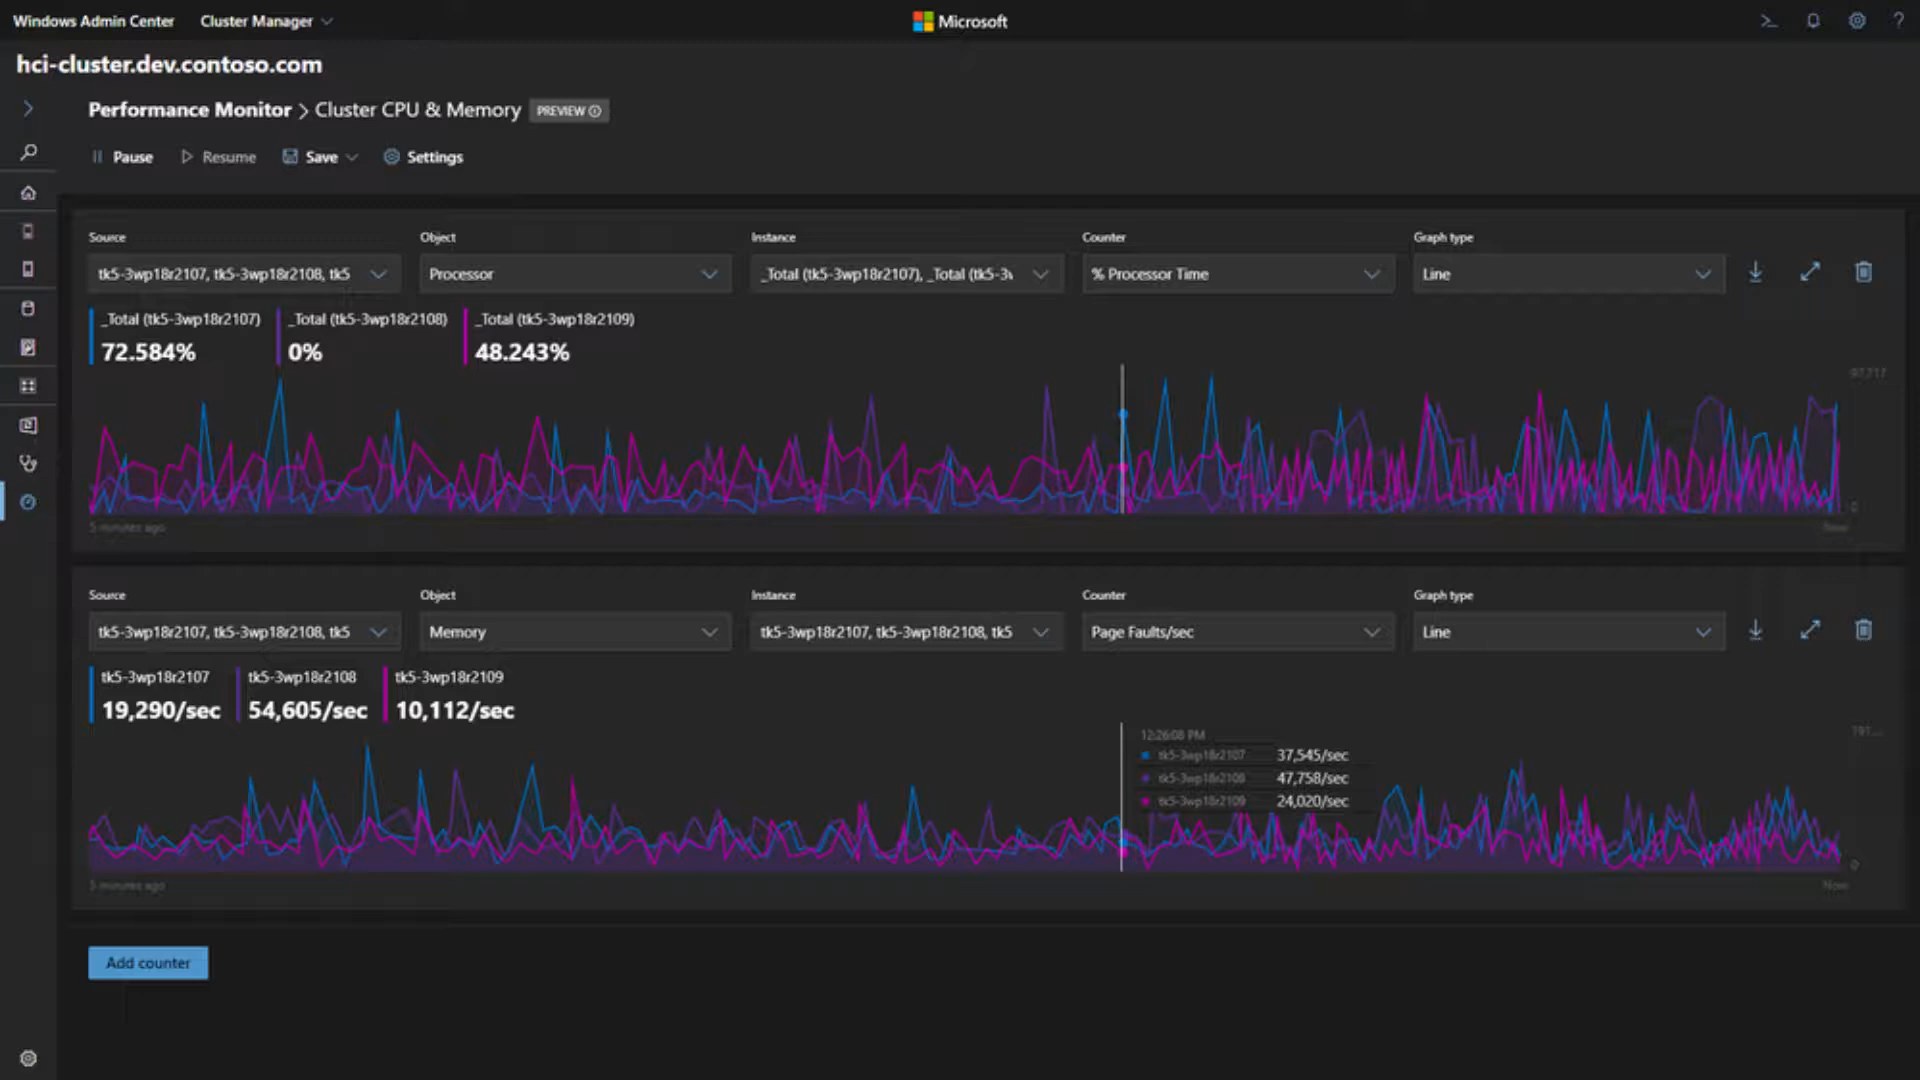 Windows Admin Center Cluster Manager Microsoft
hci-cluster.dev.contoso.com
Performance Monitor > Cluster CPU & Memory PREVIEW
Pause Resume Save Settings
Source Object Instance Counter Graph type
tk5-3wp18r2107, tk5-3wp18r2108, tk5 Processor _Total (tk5-3wp18r2107), _Total (tk5-3v % Processor Time Line
_Total (tk5-3wp18r2107) _Total (tk5-3wp18r2108) _Total (tk5-3wp18r2109)
72.584% 0% 48.243%
0
5 minutes ago Now
Source Object Instance Counter Graph type
tk5-3wp18r2107, tk5-3wp18r2108, tk5 Memory tk5-3wp18r2107, tk5-3wp18r2108, tk5 Page Faults/sec Line
tk5-3wp18r2107 tk5-3wp18r2108 tk5-3wp18r2109
19,290/sec 54,605/sec 10,112/sec
191...
12:26:08 PM
tk5-3wp18r2107 37,545/sec
tk5-3wp18r2108 47,758/sec
tk5-3wp18r2109 24,020/sec
0
5 minutes ago Now
Add counter